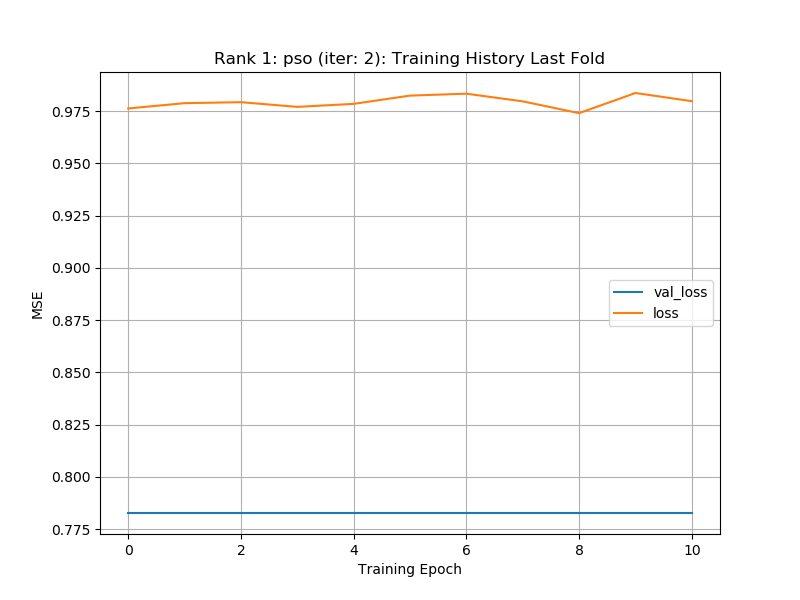 Rank 1: pso (iter: 2): Training History Last Fold
MSE
0.975
0.950
0.925
0.900
0.875
0.850
0.825
0.800
0.775
val_loss
loss
0 2 4 6 8 10
Training Epoch